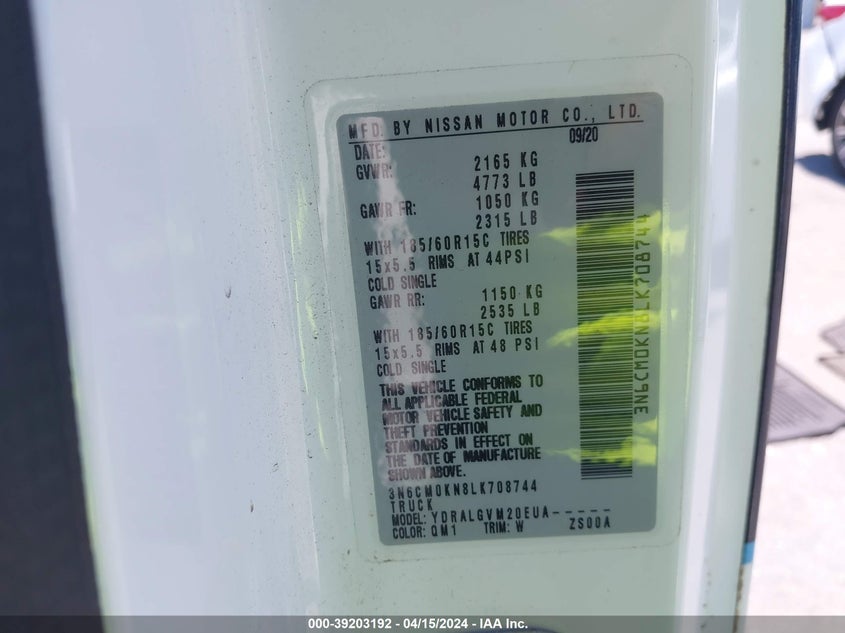 MFD. BY NISSAN MOTOR CO., LTD.
DATE: 09/20
GVWR: 2165 KG
4773 LB
GAWR FR: 1050 KG
2315 LB
WITH 185/60R15C TIRES
15x5.5 RIMS AT 44PSI
COLD SINGLE
GAWR RR: 1150 KG
2535 LB
WITH 185/60R15C TIRES
15x5.5 RIMS AT 48 PSI
COLD SINGLE
THIS VEHICLE CONFORMS TO
ALL APPLICABLE FEDERAL
MOTOR VEHICLE SAFETY AND
THEFT PREVENTION
STANDARDS IN EFFECT ON
THE DATE OF MANUFACTURE
SHOWN ABOVE.
3N6CM0KN8LK708744
TRUCK
MODEL: YDRALGVM20EUA-----
COLOR: QM1 TRIM: W ZS00A
3N6CM0KN8LK708744
000-39203192 - 04/15/2024 - IAA Inc.